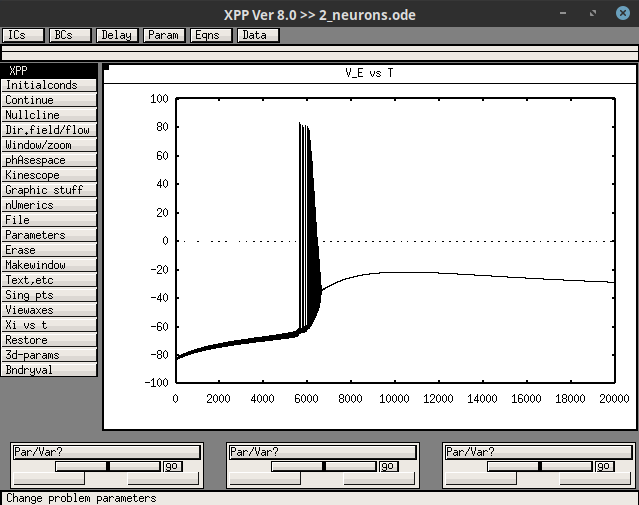 XPP Ver 8.0 >> 2_neurons.ode
ICs BCs Delay Param Eqns Data
XPP
Initialconds
Continue
Nullcline
Dir.field/flow
Window/zoom
phAsespace
Kinescope
Graphic stuff
nUmerics
File
Parameters
Erase
Makewindow
Text,etc
Sing pts
Viewaxes
Xi vs t
Restore
3d-params
Bndryval
V_E vs T
100
80
60
40
20
0
-20
-40
-60
-80
-100
0 2000 4000 6000 8000 10000 12000 14000 16000 18000 20000
Par/Var? Par/Var? Par/Var?
go go go
Change problem parameters